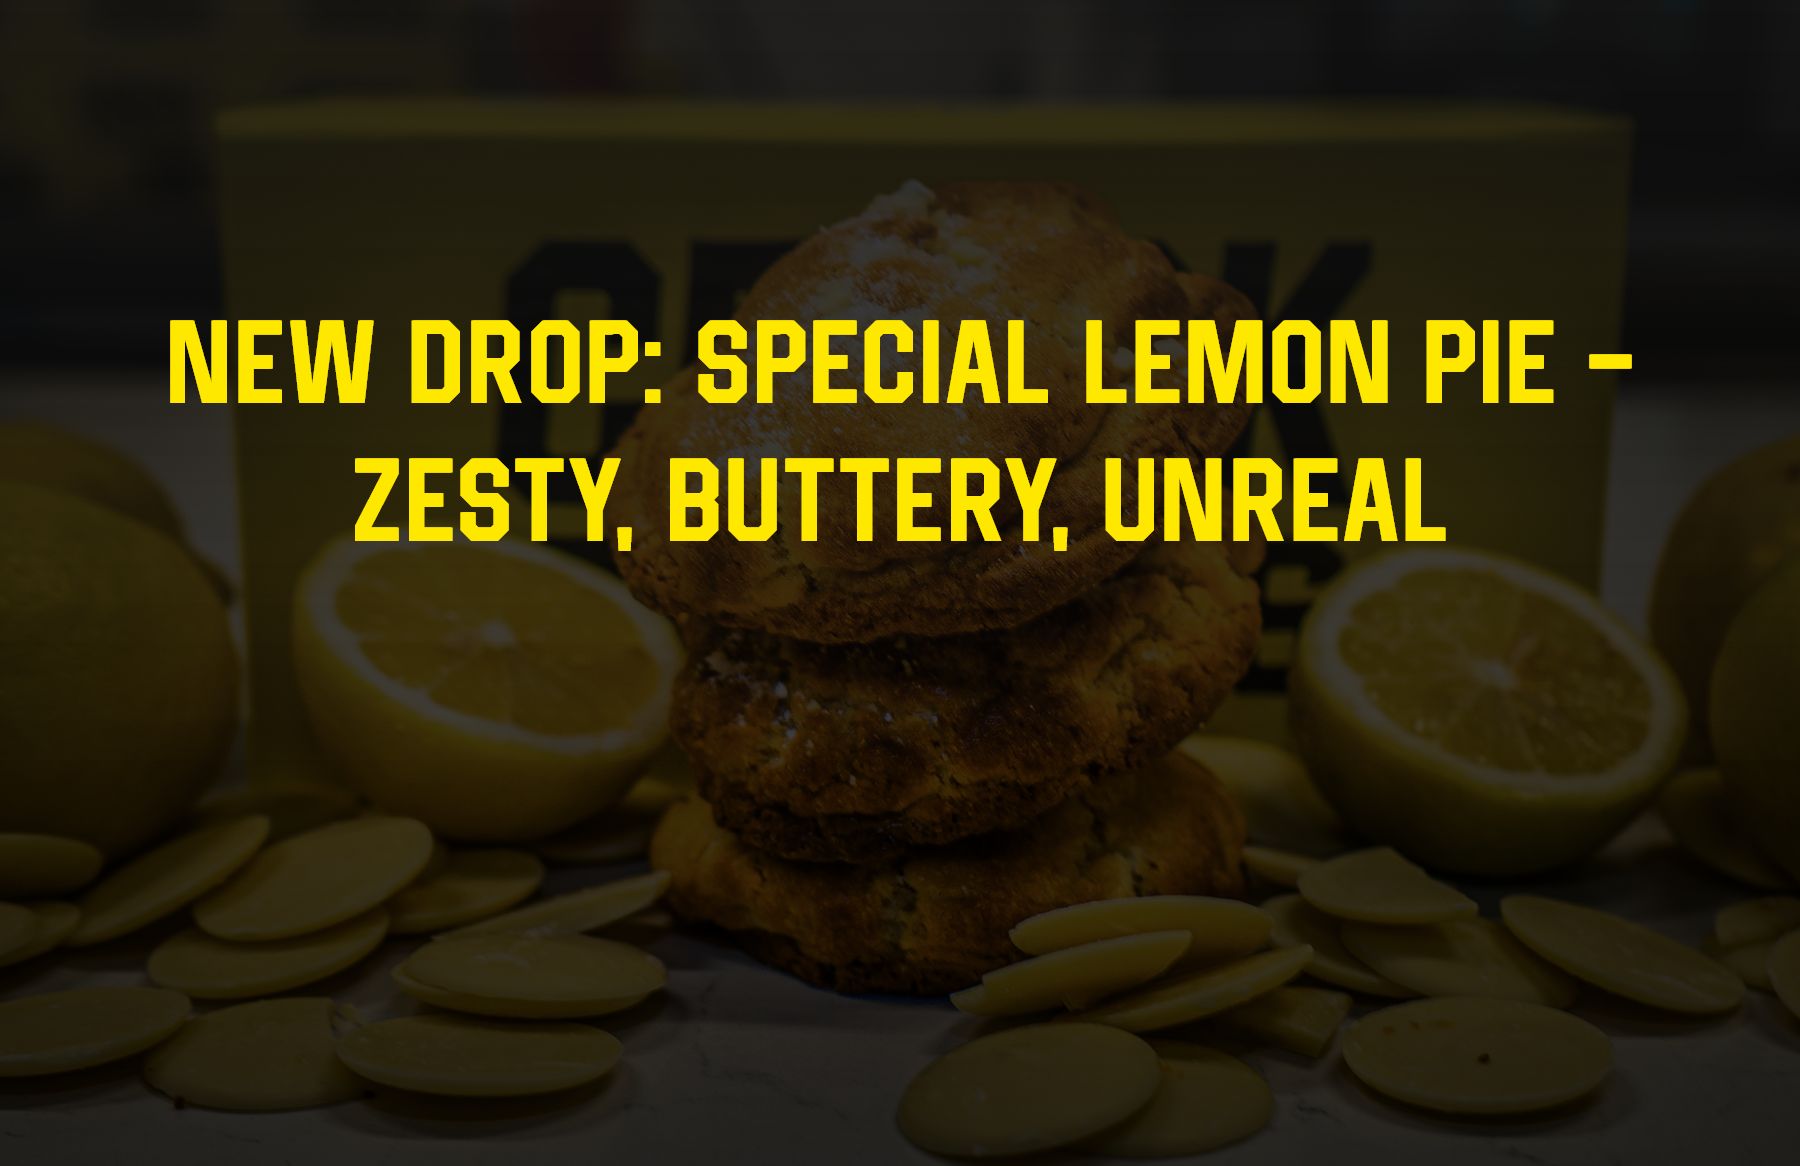 NEW DROP: SPECIAL LEMON PIE –
ZESTY, BUTTERY, UNREAL